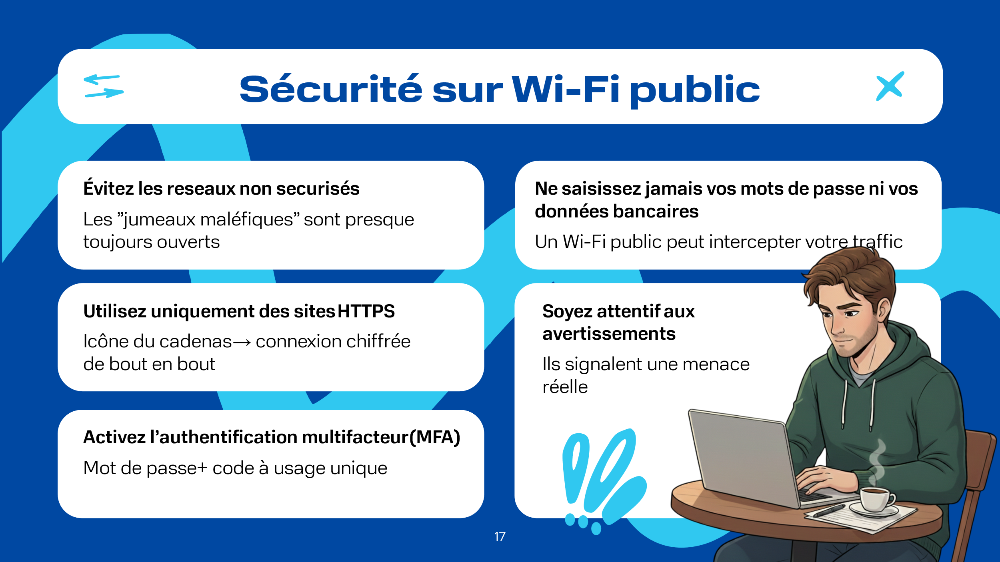 Sécurité sur Wi-Fi public
Évitez les reseaux non securisés
Les ”jumeaux maléfiques” sont presque
toujours ouverts
Ne saisissez jamais vos mots de passe ni vos
données bancaires
Un Wi-Fi public peut intercepter votre traffic
Utilisez uniquement des sites HTTPS
Icône du cadenas→ connexion chiffrée
de bout en bout
Soyez attentif aux
avertissements
Ils signalent une menace
réelle
Activez l’authentification multifacteur(MFA)
Mot de passe+ code à usage unique
17